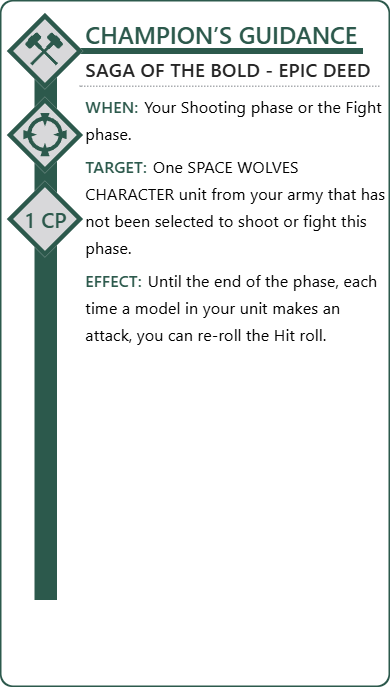 CHAMPION’S GUIDANCE
SAGA OF THE BOLD - EPIC DEED
WHEN: Your Shooting phase or the Fight
phase.
TARGET: One SPACE WOLVES
CHARACTER unit from your army that has
not been selected to shoot or fight this
phase.
1 CP
EFFECT: Until the end of the phase, each
time a model in your unit makes an
attack, you can re-roll the Hit roll.